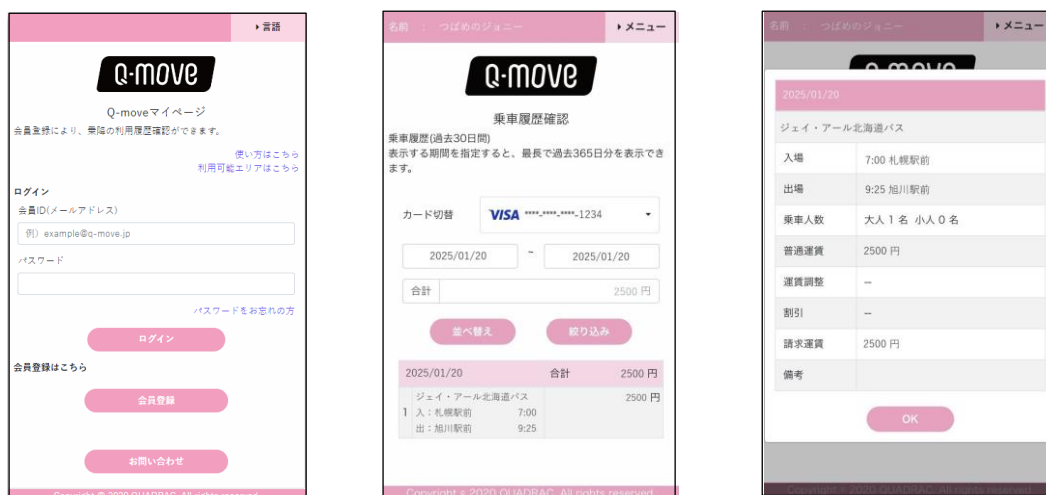 ▸言語
Q-move
Q-moveマイページ
会員登録により、乗降の利用履歴確認ができます。
使い方はこちら
利用可能エリアはこちら
ログイン
会員ID(メールアドレス)
例）example@q-move.jp
パスワード
パスワードをお忘れの方
ログイン
会員登録はこちら
会員登録
お問い合わせ
Copyright © 2020 QUADRAC. All rights reserved.
名前 ： つばめのジョニー
▸メニュー
Q-move
乗車履歴確認
乗車履歴(過去30日間)
表示する期間を指定すると、最長で過去365日分を表示でき
ます。
カード切替 VISA ****-****-****-1234
2025/01/20 ~ 2025/01/20
合計 2500 円
並べ替え 絞り込み
2025/01/20 合計 2500 円
ジェイ・アール北海道バス 2500 円
1 入：札幌駅前 7:00
出：旭川駅前 9:25
Copyright © 2020 QUADRAC. All rights reserved.
名前 ： つばめのジョニー
▸メニュー
Q-move
2025/01/20
ジェイ・アール北海道バス
入場 7:00 札幌駅前
出場 9:25 旭川駅前
乗車人数 大人 1 名 小人 0 名
普通運賃 2500 円
運賃調整 --
割引 --
請求運賃 2500 円
備考
OK
Copyright © 2020 QUADRAC. All rights reserved.